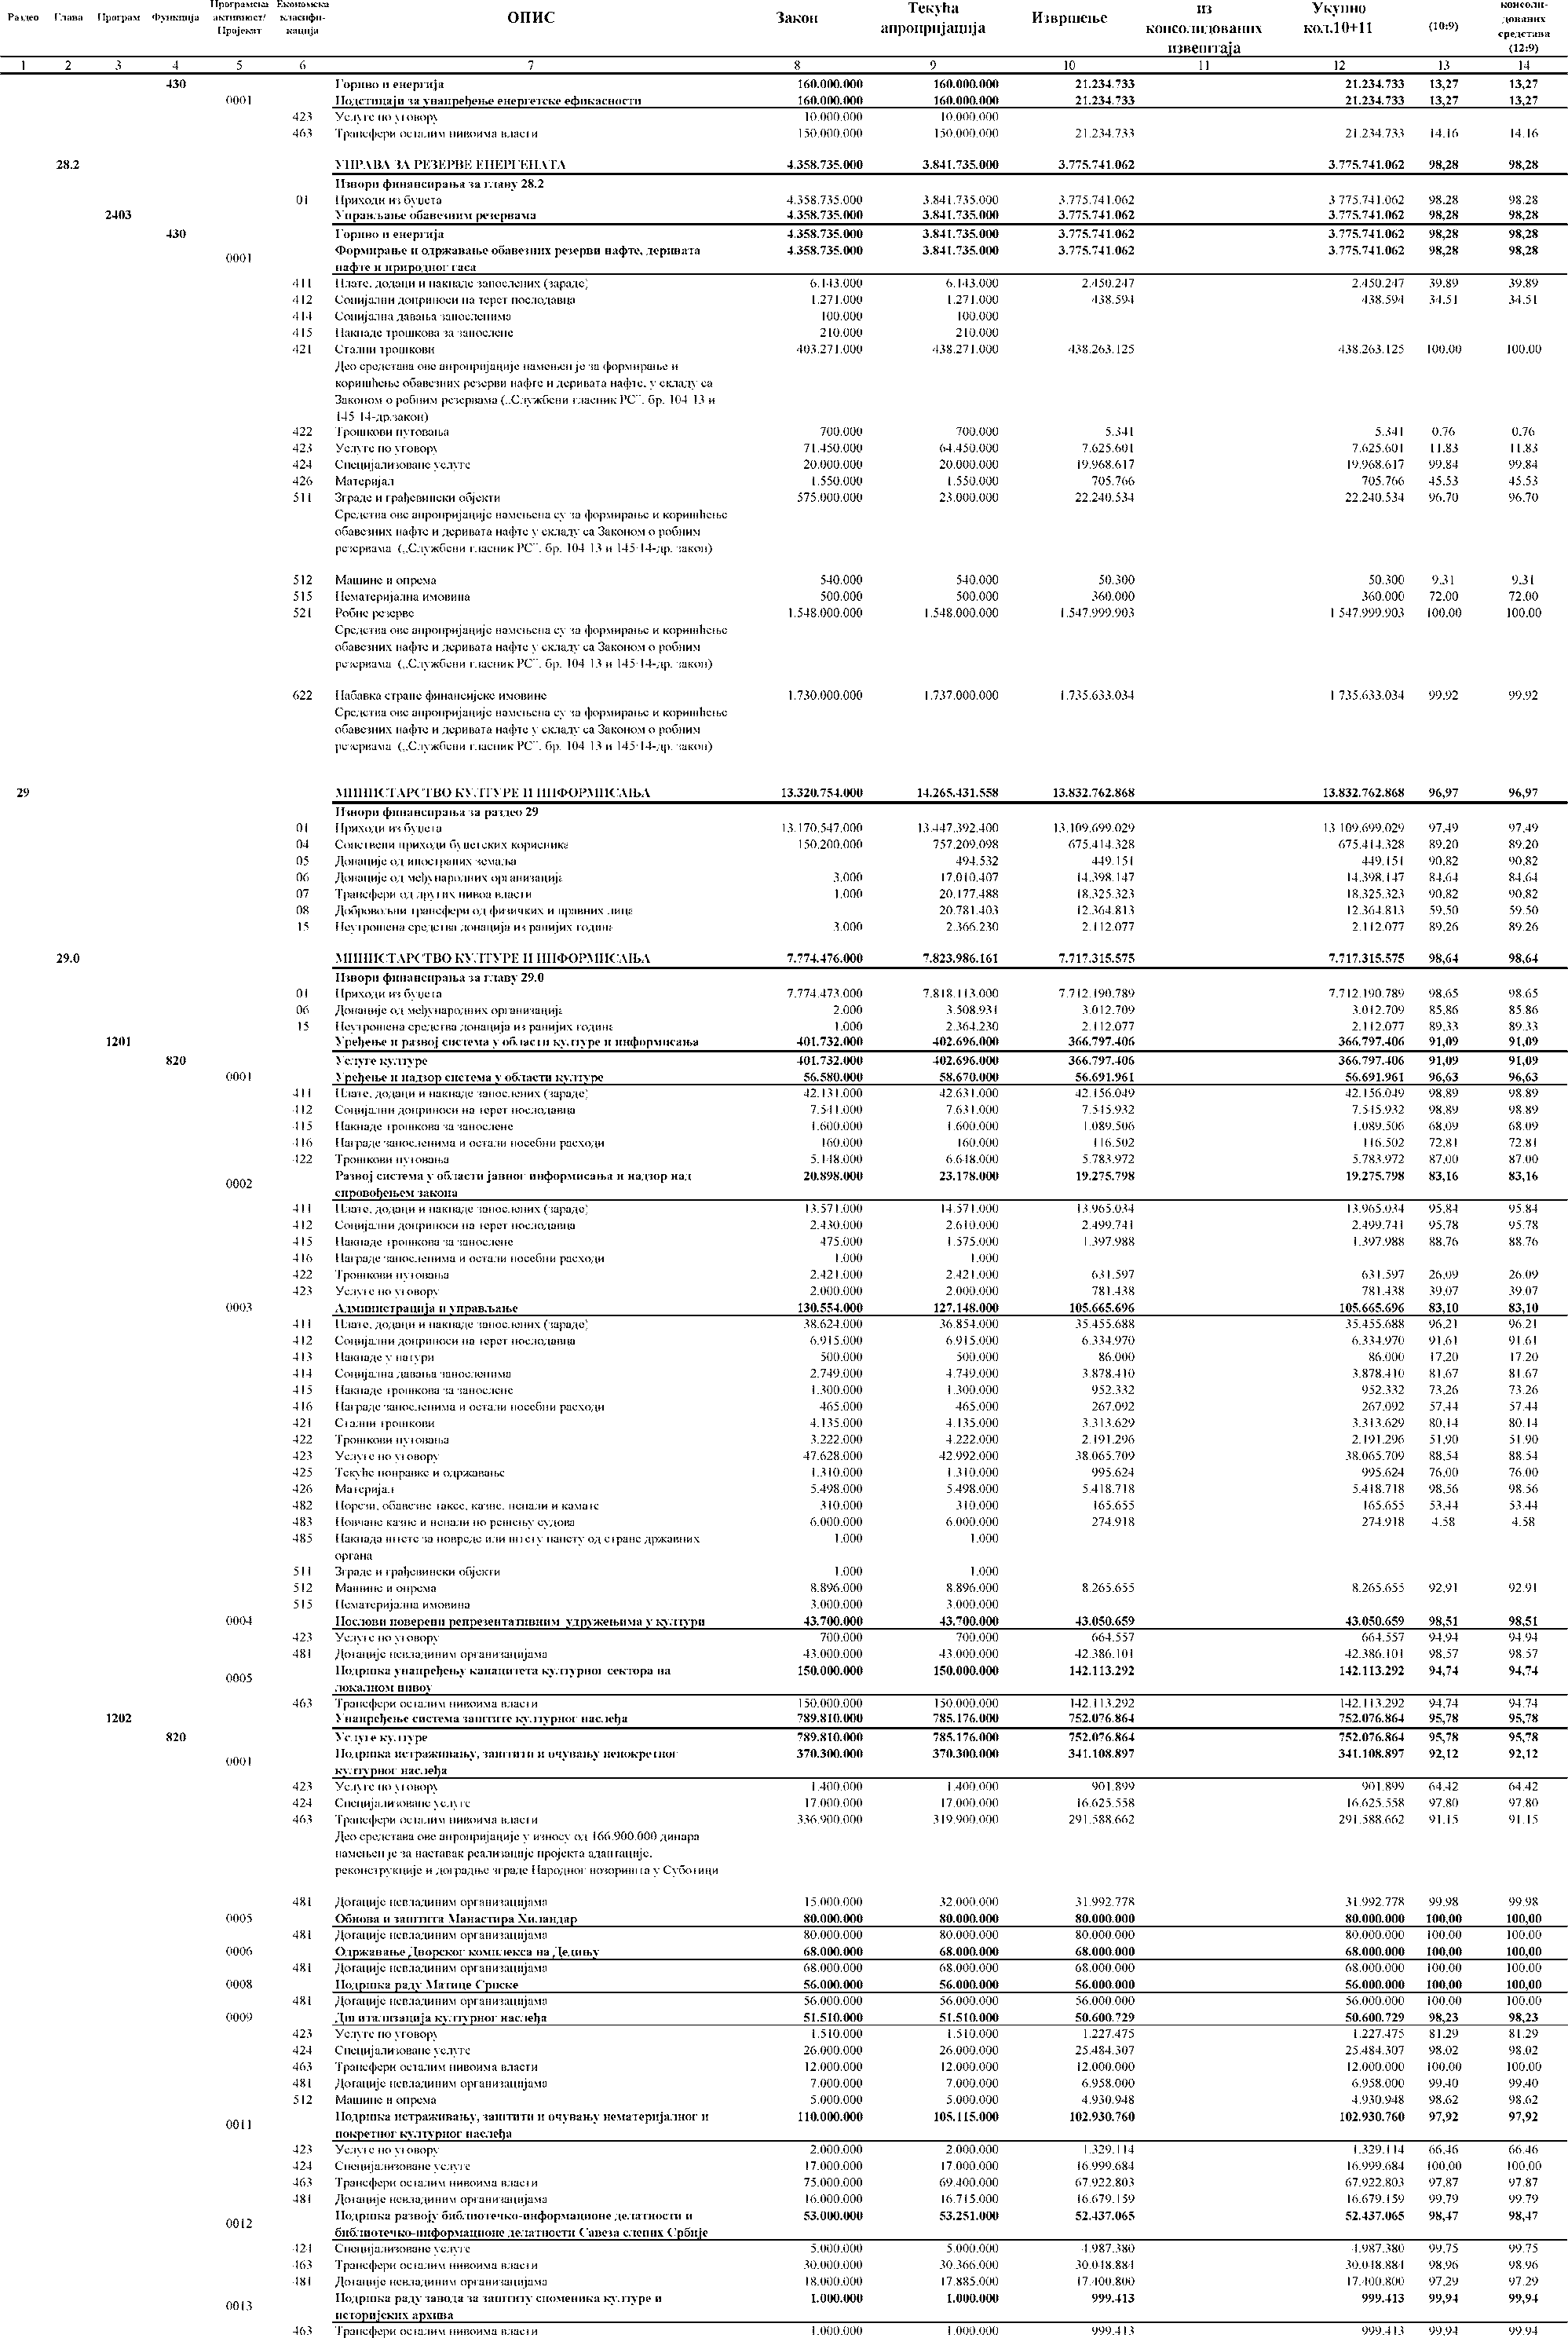 Раздео Глава Програм Функција Програмска активност/ Пројекат Економска класифи- кација ОПИС Закон Текућа апропријација Извршење из консолидованих извештаја Укупно кол.10+11 (10:9) консоли- дованих средстава (12:9)
1 2 3 4 5 6 7 8 9 10 11 12 13 14
430 Гориво и енергија 160.000.000 160.000.000 21.234.733 21.234.733 13,27 13,27
0001 Подстицаји за унапређење енергетске ефикасности 160.000.000 160.000.000 21.234.733 21.234.733 13,27 13,27
423 Услуге по уговору 10.000.000 10.000.000
463 Трансфери осталим нивоима власти 150.000.000 150.000.000 21.234.733 21.234.733 14,16 14,16
28.2 УПРАВА ЗА РЕЗЕРВЕ ЕНЕРГЕНАТА 4.358.735.000 3.841.735.000 3.775.741.062 3.775.741.062 98,28 98,28
Извори финансирања за главу 28.2
01 Приходи из буџета 4.358.735.000 3.841.735.000 3.775.741.062 3.775.741.062 98,28 98,28
2403 Управљање обавезним резервама 4.358.735.000 3.841.735.000 3.775.741.062 3.775.741.062 98,28 98,28
430 Гориво и енергија 4.358.735.000 3.841.735.000 3.775.741.062 3.775.741.062 98,28 98,28
0001 Формирање и одржавање обавезних резерви нафте, деривата 4.358.735.000 3.841.735.000 3.775.741.062 3.775.741.062 98,28 98,28
нафте и природног гаса
411 Плате, додаци и накнаде запослених (зараде) 6.143.000 6.143.000 2.450.247 2.450.247 39,89 39,89
412 Социјални доприноси на терет послодавца 1.271.000 1.271.000 438.594 438.594 34,51 34,51
414 Социјална давања запосленима 100.000 100.000
415 Накнаде трошкова за запослене 210.000 210.000
421 Стални трошкови 403.271.000 438.271.000 438.263.125 438.263.125 100,00 100,00
Део средстава ове апропријације намењен је за формирање и
коришћење обавезних резерви нафте и деривата нафте, у складу са
Законом о робним резервама („Службени гласник РС”, бр. 104/13 и
145/14-др.закон)
422 Трошкови путовања 700.000 700.000 5.341 5.341 0,76 0,76
423 Услуге по уговору 71.450.000 64.450.000 7.625.601 7.625.601 11,83 11,83
424 Специјализоване услуге 20.000.000 20.000.000 19.968.617 19.968.617 99,84 99,84
426 Материјал 1.550.000 1.550.000 705.766 705.766 45,53 45,53
511 Зграде и грађевински објекти 575.000.000 23.000.000 22.240.534 22.240.534 96,70 96,70
Средства ове апропријације намењена су за формирање и коришћење
обавезних нафте и деривата нафте у складу са Законом о робним
резервама („Службени гласник РС”, бр. 104/13 и 145/14-др. закон)
512 Машине и опрема 540.000 540.000 50.300 50.300 9,31 9,31
515 Нематеријална имовина 500.000 500.000 360.000 360.000 72,00 72,00
521 Робне резерве 1.548.000.000 1.548.000.000 1.547.999.903 1.547.999.903 100,00 100,00
Средства ове апропријације намењена су за формирање и коришћење
обавезних нафте и деривата нафте у складу са Законом о робним
резервама („Службени гласник РС”, бр. 104/13 и 145/14-др. закон)
622 Набавка стране финансијске имовине 1.730.000.000 1.737.000.000 1.735.633.034 1.735.633.034 99,92 99,92
Средства ове апропријације намењена су за формирање и коришћење
обавезних нафте и деривата нафте у складу са Законом о робним
резервама („Службени гласник РС”, бр. 104/13 и 145/14-др. закон)
29 МИНИСТАРСТВО КУЛТУРЕ И ИНФОРМИСАЊА 13.320.754.000 14.265.431.558 13.832.762.868 13.832.762.868 96,97 96,97
Извори финансирања за раздео 29
01 Приходи из буџета 13.170.547.000 13.447.392.400 13.109.699.029 13.109.699.029 97,49 97,49
04 Сопствени приходи буџетских корисника 150.200.000 757.209.098 675.414.328 675.414.328 89,20 89,20
05 Донације од иностраних земаља 494.532 449.151 449.151 90,82 90,82
06 Донације од међународних организација 3.000 17.010.407 14.398.147 14.398.147 84,64 84,64
07 Трансфери од других нивоа власти 1.000 20.177.488 18.325.323 18.325.323 90,82 90,82
08 Добровољни трансфери од физичких и правних лица 20.781.403 12.364.813 12.364.813 59,50 59,50
15 Неутрошена средства донација из ранијих година 3.000 2.366.230 2.112.077 2.112.077 89,26 89,26
29.0 МИНИСТАРСТВО КУЛТУРЕ И ИНФОРМИСАЊА 7.774.476.000 7.823.986.161 7.717.315.575 7.717.315.575 98,64 98,64
Извори финансирања за главу 29.0
01 Приходи из буџета 7.774.473.000 7.818.113.000 7.712.190.789 7.712.190.789 98,65 98,65
06 Донације од међународних организација 2.000 3.508.931 3.012.709 3.012.709 85,86 85,86
15 Неутрошена средства донација из ранијих година 1.000 2.364.230 2.112.077 2.112.077 89,33 89,33
1201 Уређење и развој система у области културе и информисања 401.732.000 402.696.000 366.797.406 366.797.406 91,09 91,09
820 Услуге културе 401.732.000 402.696.000 366.797.406 366.797.406 91,09 91,09
0001 Уређење и надзор система у области културе 56.580.000 58.670.000 56.691.961 56.691.961 96,63 96,63
411 Плате, додаци и накнаде запослених (зараде) 42.131.000 42.631.000 42.156.049 42.156.049 98,89 98,89
412 Социјални доприноси на терет послодавца 7.541.000 7.631.000 7.545.932 7.545.932 98,89 98,89
415 Накнаде трошкова за запослене 1.600.000 1.600.000 1.089.506 1.089.506 68,09 68,09
416 Награде запосленима и остали посебни расходи 160.000 160.000 116.502 116.502 72,81 72,81
422 Трошкови путовања 5.148.000 6.648.000 5.783.972 5.783.972 87,00 87,00
0002 Развој система у области јавног информисања и надзор над 20.898.000 23.178.000 19.275.798 19.275.798 83,16 83,16
спровођењем закона
411 Плате, додаци и накнаде запослених (зараде) 13.571.000 14.571.000 13.965.034 13.965.034 95,84 95,84
412 Социјални доприноси на терет послодавца 2.430.000 2.610.000 2.499.741 2.499.741 95,78 95,78
415 Накнаде трошкова за запослене 475.000 1.575.000 1.397.988 1.397.988 88,76 88,76
416 Награде запосленима и остали посебни расходи 1.000 1.000
422 Трошкови путовања 2.421.000 2.421.000 631.597 631.597 26,09 26,09
423 Услуге по уговору 2.000.000 2.000.000 781.438 781.438 39,07 39,07
0003 Администрација и управљање 130.554.000 127.148.000 105.665.696 105.665.696 83,10 83,10
411 Плате, додаци и накнаде запослених (зараде) 38.624.000 36.854.000 35.455.688 35.455.688 96,21 96,21
412 Социјални доприноси на терет послодавца 6.915.000 6.915.000 6.334.970 6.334.970 91,61 91,61
413 Накнаде у натури 500.000 500.000 86.000 86.000 17,20 17,20
414 Социјална давања запосленима 2.749.000 4.749.000 3.878.410 3.878.410 81,67 81,67
415 Накнаде трошкова за запослене 1.300.000 1.300.000 952.332 952.332 73,26 73,26
416 Награде запосленима и остали посебни расходи 465.000 465.000 267.092 267.092 57,44 57,44
421 Стални трошкови 4.135.000 4.135.000 3.313.629 3.313.629 80,14 80,14
422 Трошкови путовања 3.222.000 4.222.000 2.191.296 2.191.296 51,90 51,90
423 Услуге по уговору 47.628.000 42.992.000 38.065.709 38.065.709 88,54 88,54
425 Текуће поправке и одржавање 1.310.000 1.310.000 995.624 995.624 76,00 76,00
426 Материјал 5.498.000 5.498.000 5.418.718 5.418.718 98,56 98,56
482 Порези, обавезне таксе, казне, пенали и камате 310.000 310.000 165.655 165.655 53,44 53,44
483 Новчане казне и пенали по решењу судова 6.000.000 6.000.000 274.918 274.918 4,58 4,58
485 Накнада штете за повреде или штету нанету од стране државних 1.000 1.000
органа
511 Зграде и грађевински објекти 1.000 1.000
512 Машине и опрема 8.896.000 8.896.000 8.265.655 8.265.655 92,91 92,91
515 Нематеријална имовина 3.000.000 3.000.000
0004 Послови поверени репрезентативним удружењима у култури 43.700.000 43.700.000 43.050.659 43.050.659 98,51 98,51
423 Услуге по уговору 700.000 700.000 664.557 664.557 94,94 94,94
481 Дотације невладиним организацијама 43.000.000 43.000.000 42.386.101 42.386.101 98,57 98,57
0005 Подршка унапређењу капацитета културног сектора на 150.000.000 150.000.000 142.113.292 142.113.292 94,74 94,74
локалном нивоу
463 Трансфери осталим нивоима власти 150.000.000 150.000.000 142.113.292 142.113.292 94,74 94,74
1202 Унапређење система заштите културног наслеђа 789.810.000 785.176.000 752.076.864 752.076.864 95,78 95,78
820 Услуге културе 789.810.000 785.176.000 752.076.864 752.076.864 95,78 95,78
0001 Подршка истраживању, заштити и очувању непокретног 370.300.000 370.300.000 341.108.897 341.108.897 92,12 92,12
културног наслеђа
423 Услуге по уговору 1.400.000 1.400.000 901.899 901.899 64,42 64,42
424 Специјализоване услуге 17.000.000 17.000.000 16.625.558 16.625.558 97,80 97,80
463 Трансфери осталим нивоима власти 336.900.000 319.900.000 291.588.662 291.588.662 91,15 91,15
Део средстава ове апропријације у износу од 166.900.000 динара
намењен је за наставак реализације пројекта адаптације,
реконструкције и доградње зграде Народног позоришта у Суботици
481 Дотације невладиним организацијама 15.000.000 32.000.000 31.992.778 31.992.778 99,98 99,98
0005 Обнова и заштита Манастира Хиландар 80.000.000 80.000.000 80.000.000 80.000.000 100,00 100,00
481 Дотације невладиним организацијама 80.000.000 80.000.000 80.000.000 80.000.000 100,00 100,00
0006 Одржавање Дворског комплекса на Дедињу 68.000.000 68.000.000 68.000.000 68.000.000 100,00 100,00
481 Дотације невладиним организацијама 68.000.000 68.000.000 68.000.000 68.000.000 100,00 100,00
0008 Подршка раду Матице Српске 56.000.000 56.000.000 56.000.000 56.000.000 100,00 100,00
481 Дотације невладиним организацијама 56.000.000 56.000.000 56.000.000 56.000.000 100,00 100,00
0009 Дигитализација културног наслеђа 51.510.000 51.510.000 50.600.729 50.600.729 98,23 98,23
423 Услуге по уговору 1.510.000 1.510.000 1.227.475 1.227.475 81,29 81,29
424 Специјализоване услуге 26.000.000 26.000.000 25.484.307 25.484.307 98,02 98,02
463 Трансфери осталим нивоима власти 12.000.000 12.000.000 12.000.000 12.000.000 100,00 100,00
481 Дотације невладиним организацијама 7.000.000 7.000.000 6.958.000 6.958.000 99,40 99,40
512 Машине и опрема 5.000.000 5.000.000 4.930.948 4.930.948 98,62 98,62
0011 Подршка истраживању, заштити и очувању нематеријалног и 110.000.000 105.115.000 102.930.760 102.930.760 97,92 97,92
покретног културног наслеђа
423 Услуге по уговору 2.000.000 2.000.000 1.329.114 1.329.114 66,46 66,46
424 Специјализоване услуге 17.000.000 17.000.000 16.999.684 16.999.684 100,00 100,00
463 Трансфери осталим нивоима власти 75.000.000 69.400.000 67.922.803 67.922.803 97,87 97,87
481 Дотације невладиним организацијама 16.000.000 16.715.000 16.679.159 16.679.159 99,79 99,79
0012 Подршка развоју библиотечко-информационе делатности и 53.000.000 53.251.000 52.437.065 52.437.065 98,47 98,47
библиотечко-информационе делатности Савеза слепих Србије
424 Специјализоване услуге 5.000.000 5.000.000 4.987.380 4.987.380 99,75 99,75
463 Трансфери осталим нивоима власти 30.000.000 30.366.000 30.048.884 30.048.884 98,96 98,96
481 Дотације невладиним организацијама 18.000.000 17.885.000 17.400.800 17.400.800 97,29 97,29
0013 Подршка раду завода за заштиту споменика културе и 1.000.000 1.000.000 999.413 999.413 99,94 99,94
историјских архива
463 Трансфери осталим нивоима власти 1.000.000 1.000.000 999.413 999.413 99,94 99,94